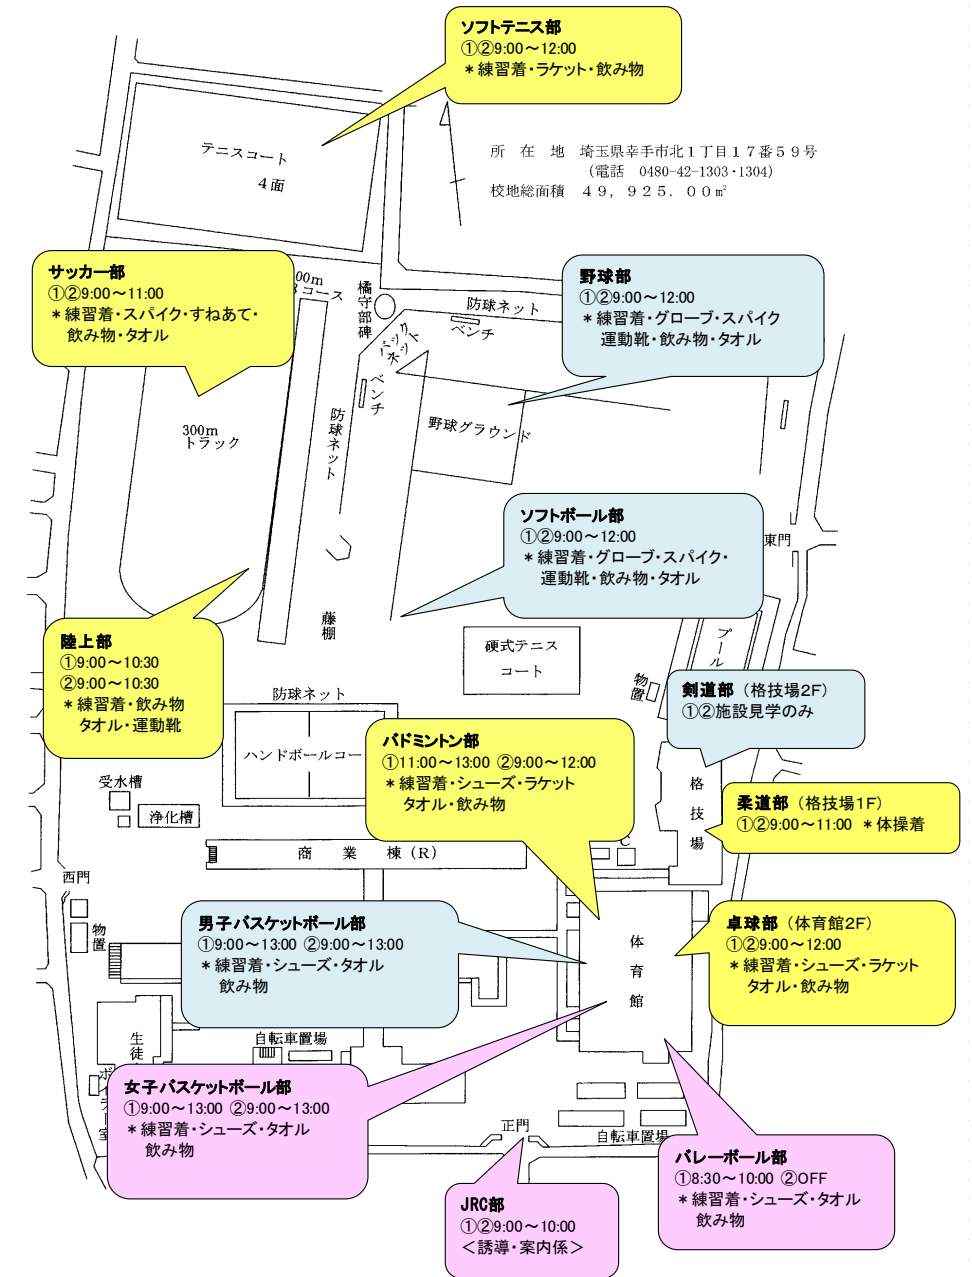 ソフトテニス部
①②9:00～12:00
＊練習着・ラケット・飲み物
テニスコート
４面
所　在　地　埼玉県幸手市北１丁目１７番５９号
(電話　0480-42-1303・1304)
校地総面積　４９，９２５．００㎡
サッカー部
①②9:00～11:00
＊練習着・スパイク・すねあて・
飲み物・タオル
00m
コース
橘守部碑
防球ネット
ベンチ
バックネット
ベンチ
野球部
①②9:00～12:00
＊練習着・グローブ・スパイク
運動靴・飲み物・タオル
300m
トラック
防球ネット
野球グラウンド
ソフトボール部
①②9:00～12:00
＊練習着・グローブ・スパイク・
運動靴・飲み物・タオル
東門
藤棚
陸上部
①9:00～10:30
②9:00～10:30
＊練習着・飲み物
タオル・運動靴
硬式テニス
コート
プール
物置
剣道部（格技場2F）
①②施設見学のみ
防球ネット
ハンドボールコー
バドミントン部
①11:00～13:00 ②9:00～12:00
＊練習着・シューズ・ラケット
タオル・飲み物
格技場
柔道部（格技場1F）
①②9:00～11:00 ＊体操着
受水槽
浄化槽
商　業　棟（R）
C
西門
物置
男子バスケットボール部
①9:00～13:00 ②9:00～13:00
＊練習着・シューズ・タオル
飲み物
体育館
卓球部（体育館2F）
①②9:00～12:00
＊練習着・シューズ・ラケット
タオル・飲み物
生徒
自転車置場
ボイラー室
女子バスケットボール部
①9:00～13:00 ②9:00～13:00
＊練習着・シューズ・タオル
飲み物
正門
自転車置場
バレーボール部
①8:30～10:00 ②OFF
＊練習着・シューズ・タオル
飲み物
JRC部
①②9:00～10:00
＜誘導・案内係＞